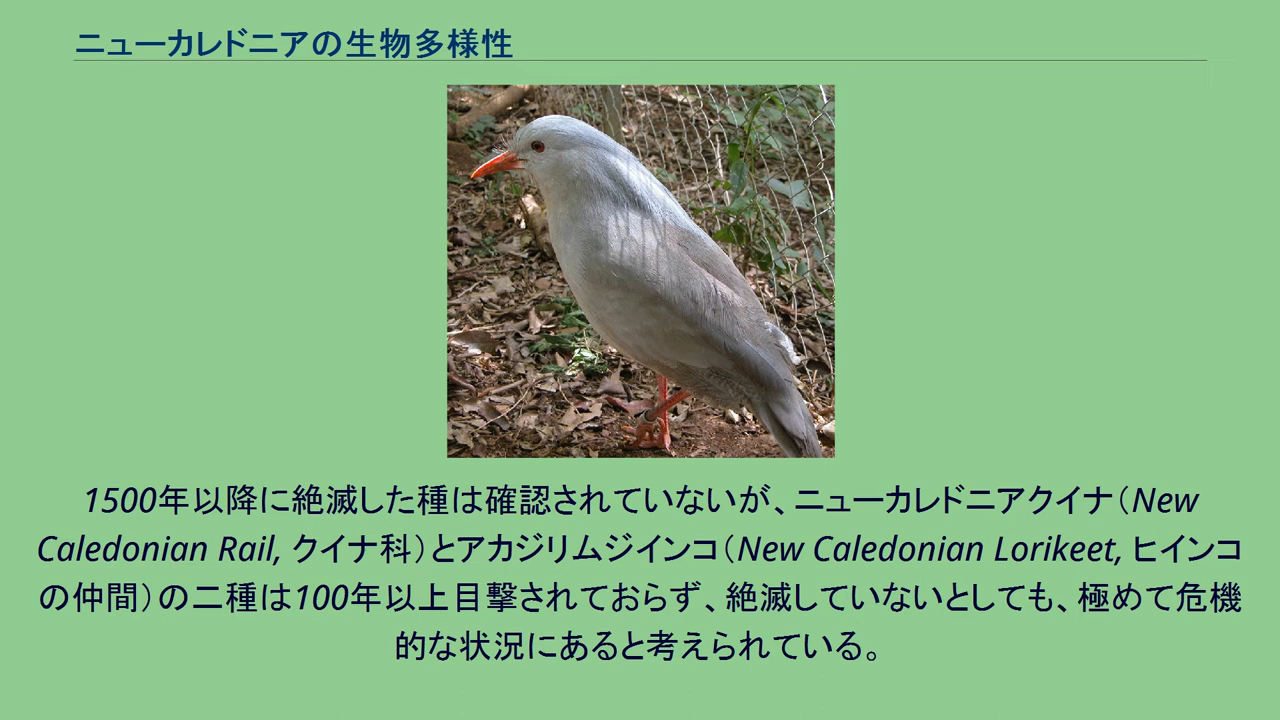 ニューカレドニアの生物多様性
1500年以降に絶滅した種は確認されていないが、ニューカレドニアクイナ（New
Caledonian Rail, クイナ科）とアカジリムジインコ（New Caledonian Lorikeet, ヒインコ
の仲間）の二種は100年以上目撃されておらず、絶滅していないとしても、極めて危機
的な状況にあると考えられている。